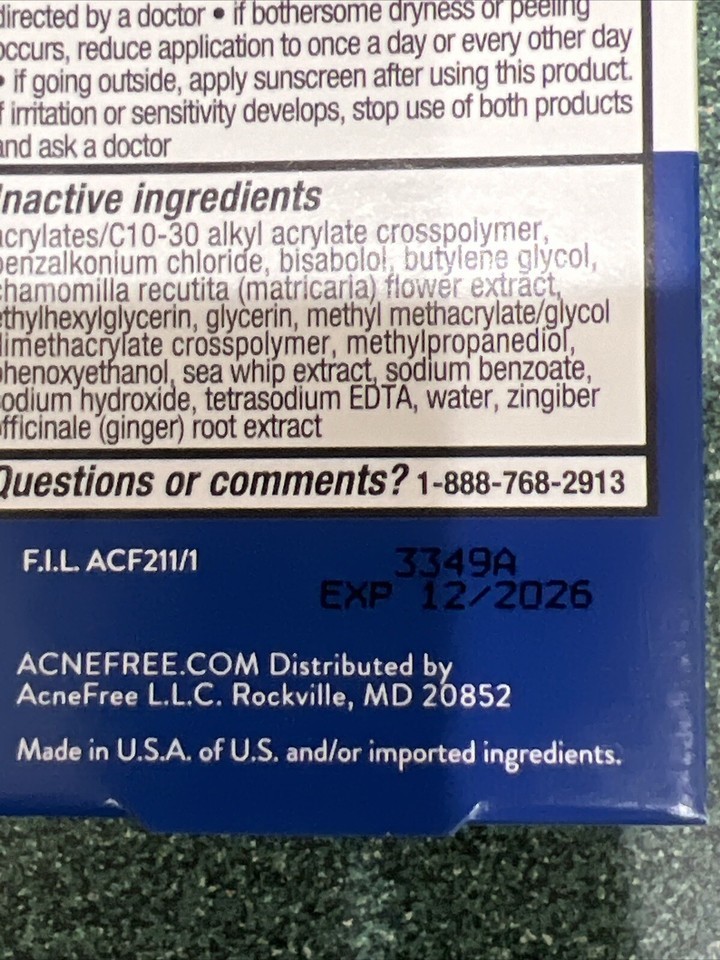 directed by a doctor • if bothersome dryness or peeling
occurs, reduce application to once a day or every other day
• if going outside, apply sunscreen after using this product.
f irritation or sensitivity develops, stop use of both products
and ask a doctor
Inactive ingredients
acrylates/C10-30 alkyl acrylate crosspolymer,
benzalkonium chloride, bisabolol, butylene glycol,
chamomilla recutita (matricaria) flower extract,
ethylhexylglycerin, glycerin, methyl methacrylate/glycol
dimethacrylate crosspolymer, methylpropanediol,
phenoxyethanol, sea whip extract, sodium benzoate,
sodium hydroxide, tetrasodium EDTA, water, zingiber
officinale (ginger) root extract
Questions or comments? 1-888-768-2913
F.I.L. ACF211/1
3349A
EXP 12/2026
ACNEFREE.COM Distributed by
AcneFree L.L.C. Rockville, MD 20852
Made in U.S.A. of U.S. and/or imported ingredients.